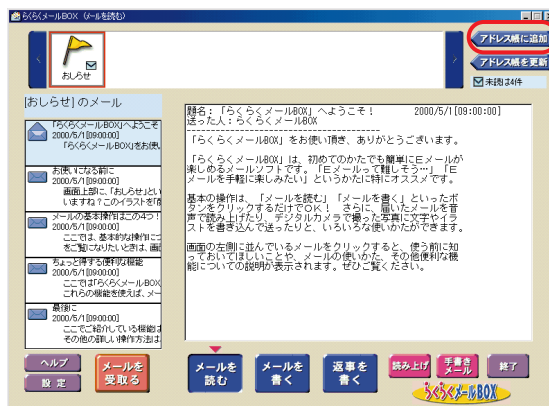 らくらくメールBOX (メールを読む)
アドレス帳に追加
アドレス帳を更新
未読は4件
おしらせ
[おしらせ]のメール
「らくらくメールBOX」へようこそ
2000/5/1[09:00:00]
「らくらくメールBOX」をお使い
お使いになる前に
2000/5/1[09:00:00]
画面上部に、「おしらせ」とい
いますね？このイラストを「前
メールの基本操作はこの4つ！
2000/5/1[09:00:00]
ここでは、基本的な操作につ
をご覧になりたいときは、画
ちょっと得する便利な機能
2000/5/1[09:00:00]
ここでは「らくらくメールBOX
これらの機能を使えば、メー
最後に
2000/5/1[09:00:00]
ここでご紹介している機能は
その他の詳しい操作方法は
題名：「らくらくメールBOX」へようこそ！ 2000/5/1[09:00:00]
送った人：らくらくメールBOX
----------------------------------------
「らくらくメールBOX」をお使い頂き、ありがとうございます。
「らくらくメールBOX」は、初めてのかたでも簡単にEメールが
楽しめるメールソフトです。「Eメールって難しそう…」「E
メールを手軽に楽しみたい」というかたに特にオススメです。
基本の操作は、「メールを読む」「メールを書く」といったボ
タンをクリックするだけでOK！ さらに、届いたメールを音
声で読み上げたり、デジタルカメラで撮った写真に文字やイラ
ストを書き込んで送ったりと、いろいろな使いかたができます。
画面の左側に並んでいるメールをクリックすると、使う前に知
っておいてほしいことや、メールの使いかた、その他便利な機
能についての説明が表示されます。ぜひご覧ください。
ヘルプ
設定
メールを
受取る
メールを
読む
メールを
書く
返事を
書く
読み上げ
手書き
メール
終了
らくらくメールBOX